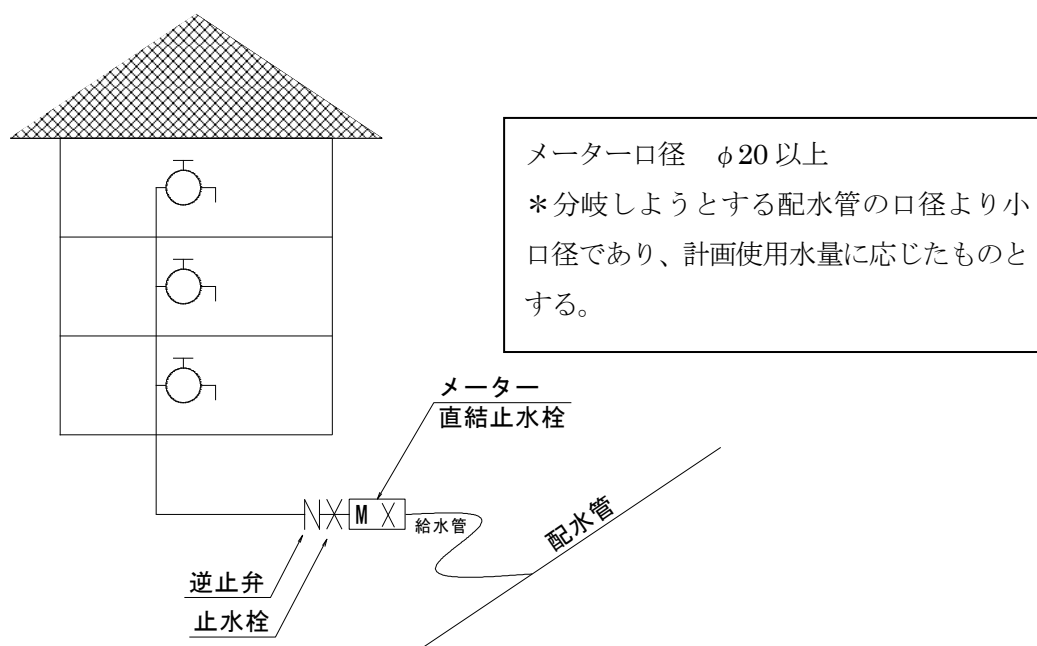 メーター口径　φ20 以上
＊分岐しようとする配水管の口径より小
口径であり、計画使用水量に応じたものと
する。
メーター
直結止水栓
M
給水管
配水管
逆止弁
止水栓